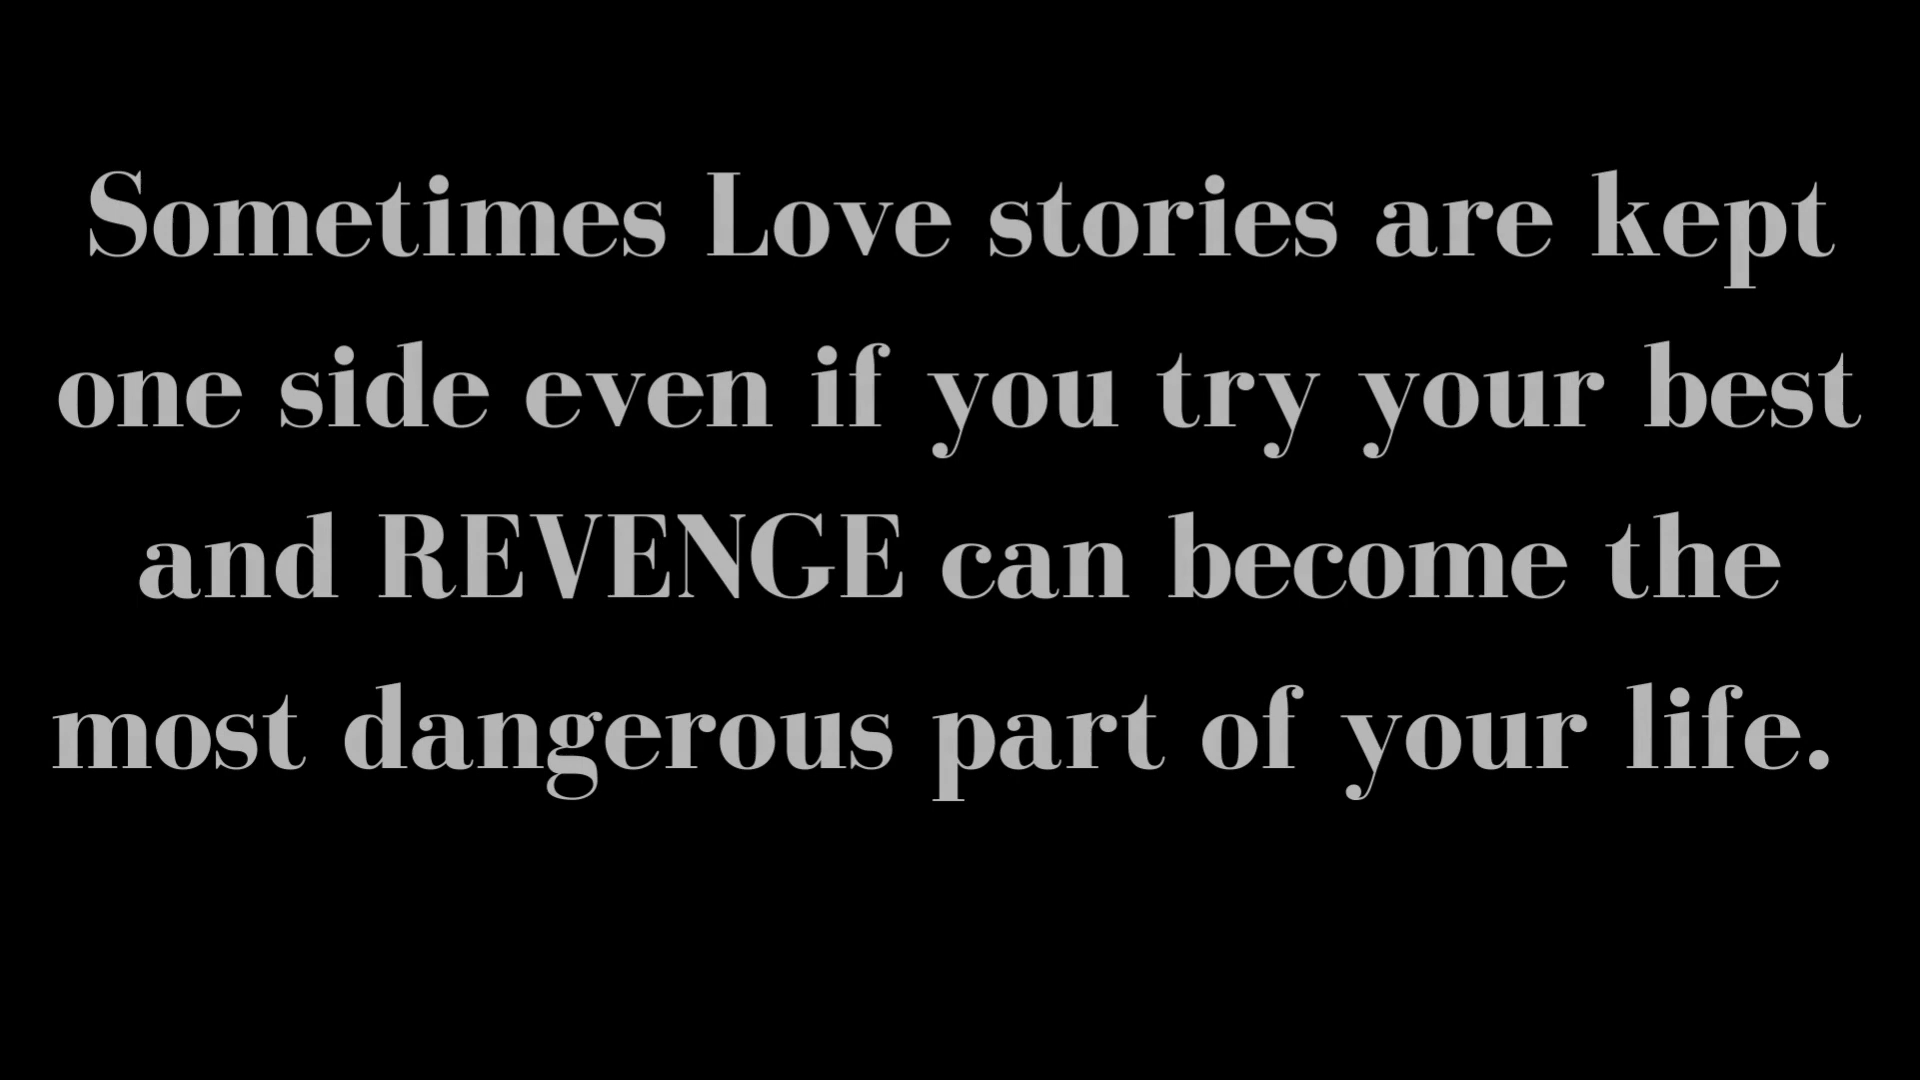 Sometimes Love stories are kept
one side even if you try your best
and REVENGE can become the
most dangerous part of your life.